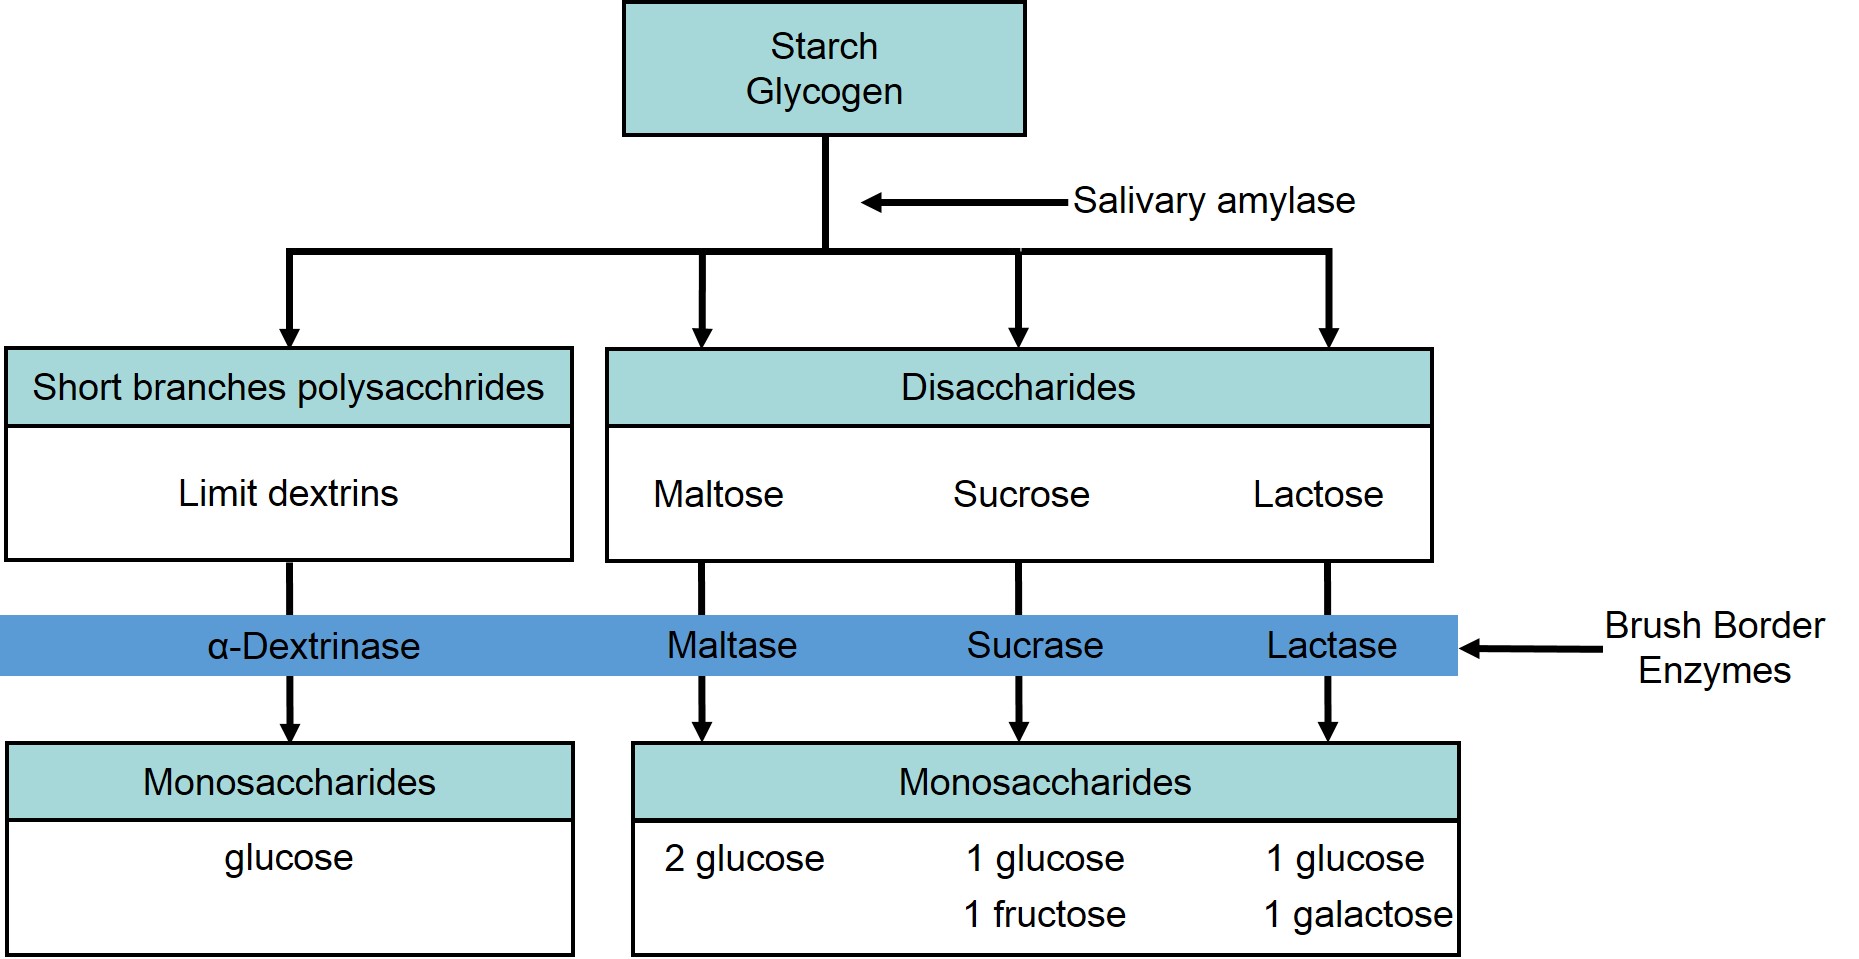 Starch
Glycogen
Salivary amylase
Short branches polysacchrides
Disaccharides
Limit dextrins
Maltose
Sucrose
Lactose
α-Dextrinase
Maltase
Sucrase
Lactase
Brush Border
Enzymes
Monosaccharides
glucose
Monosaccharides
2 glucose
1 glucose
1 fructose
1 glucose
1 galactose